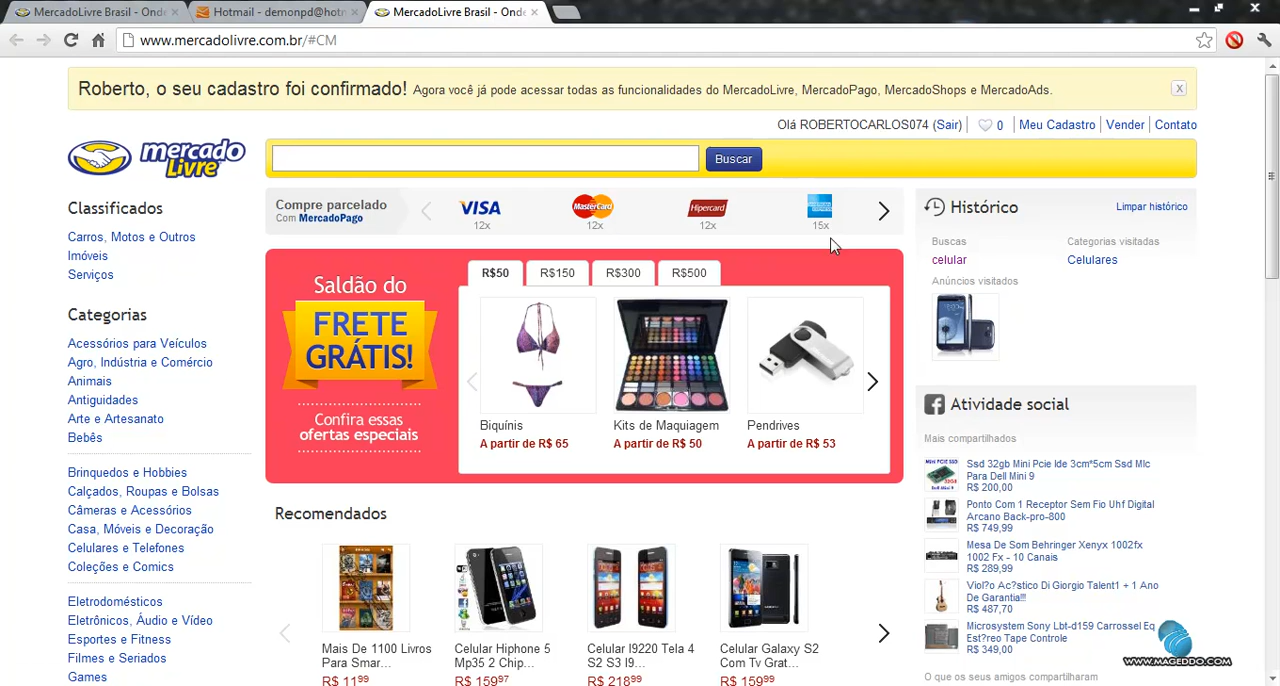 MercadoLivre Brasil - Onde
Hotmail - demonpd@hotn
MercadoLivre Brasil - Onde
www.mercadolivre.com.br/#CM
Roberto, o seu cadastro foi confirmado! Agora você já pode acessar todas as funcionalidades do MercadoLivre, MercadoPago, MercadoShops e MercadoAds.
X
Olá ROBERTOCARLOS074 (Sair) 0 Meu Cadastro Vender Contato
mercado
Livre
Buscar
Classificados
Carros, Motos e Outros
Imóveis
Serviços
Categorias
Acessórios para Veículos
Agro, Indústria e Comércio
Animais
Antiguidades
Arte e Artesanato
Bebês
Brinquedos e Hobbies
Calçados, Roupas e Bolsas
Câmeras e Acessórios
Casa, Móveis e Decoração
Celulares e Telefones
Coleções e Comics
Eletrodomésticos
Eletrônicos, Áudio e Vídeo
Esportes e Fitness
Filmes e Seriados
Games
Compre parcelado
Com MercadoPago
VISA
12x
MasterCard
12x
Hipercard
12x
15x
Saldão do
FRETE
GRÁTIS!
Confira essas
ofertas especiais
R$50 R$150 R$300 R$500
Biquínis
A partir de R$ 65
Kits de Maquiagem
A partir de R$ 50
Pendrives
A partir de R$ 53
Recomendados
Mais De 1100 Livros
Para Smar...
R$ 11⁹⁹
Celular Hiphone 5
Mp35 2 Chip...
R$ 159⁹⁷
Celular I9220 Tela 4
S2 S3 I9...
R$ 218⁹⁹
Celular Galaxy S2
Com Tv Grat...
R$ 159⁹⁹
Histórico
Limpar histórico
Buscas
celular
Categorias visitadas
Celulares
Anúncios visitados
Atividade social
Mais compartilhados
Ssd 32gb Mini Pcie Ide 3cm*5cm Ssd Mlc
Para Dell Mini 9
R$ 200,00
Ponto Com 1 Receptor Sem Fio Uhf Digital
Arcano Back-pro-800
R$ 749,99
Mesa De Som Behringer Xenyx 1002fx
1002 Fx - 10 Canais
R$ 289,99
Viol?o Ac?stico Di Giorgio Talent1 + 1 Ano
De Garantia!!!
R$ 487,70
Microsystem Sony Lbt-d159 Carrossel Eq
Est?reo Tape Controle
R$ 349,00
O que os seus amigos compartilharam
WWW.MAGEDDO.COM